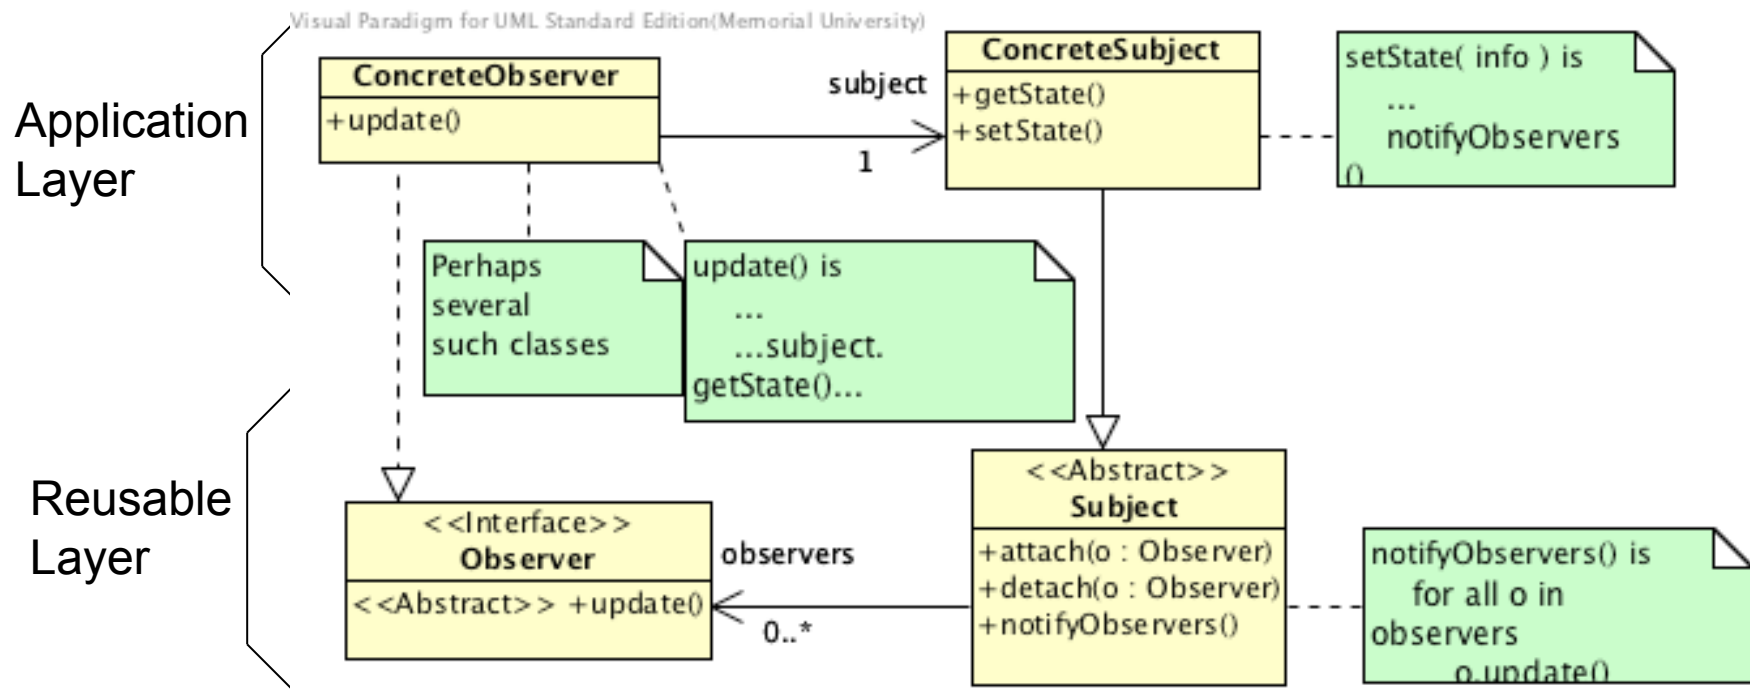 Visual Paradigm for UML Standard Edition(Memorial University)
Application
Layer
ConcreteObserver
+update()
subject
1
ConcreteSubject
+getState()
+setState()
setState( info ) is
...
notifyObservers
()
Perhaps
several
such classes
update() is
...
...subject.
getState()...
Reusable
Layer
<<Interface>>
Observer
<<Abstract>> +update()
observers
0..*
<<Abstract>>
Subject
+attach(o : Observer)
+detach(o : Observer)
+notifyObservers()
notifyObservers() is
for all o in
observers
o.update()